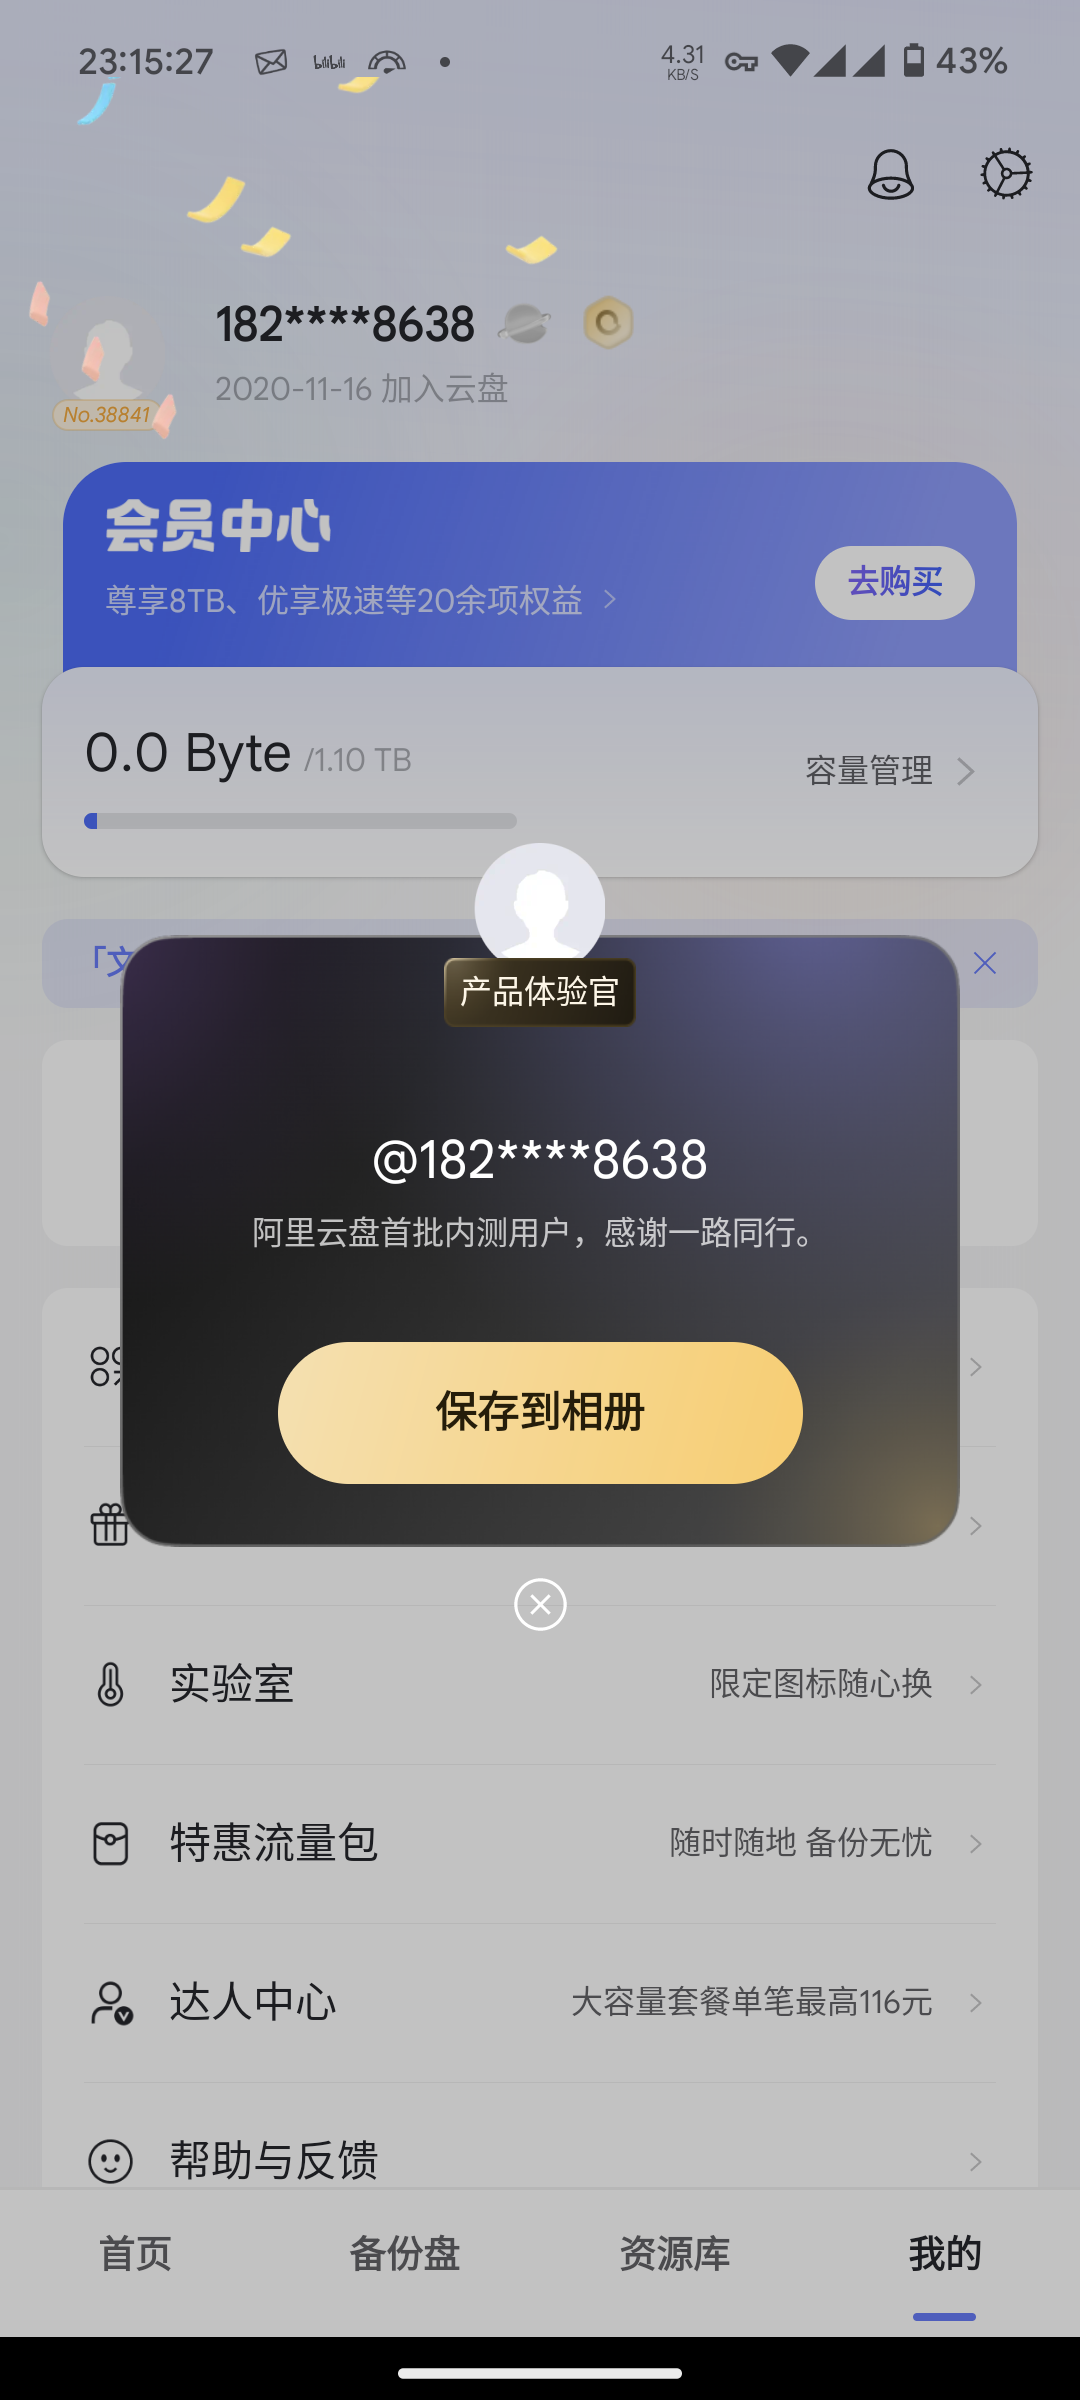 23:15:27
bilibili
4.31
KB/S
43%
182****8638
2020-11-16 加入云盘
No.38841
会员中心
尊享8TB、优享极速等20余项权益
去购买
0.0 Byte /1.10 TB
容量管理
「文
产品体验官
@182****8638
阿里云盘首批内测用户，感谢一路同行。
保存到相册
实验室
限定图标随心换
特惠流量包
随时随地 备份无忧
达人中心
大容量套餐单笔最高116元
帮助与反馈
首页
备份盘
资源库
我的